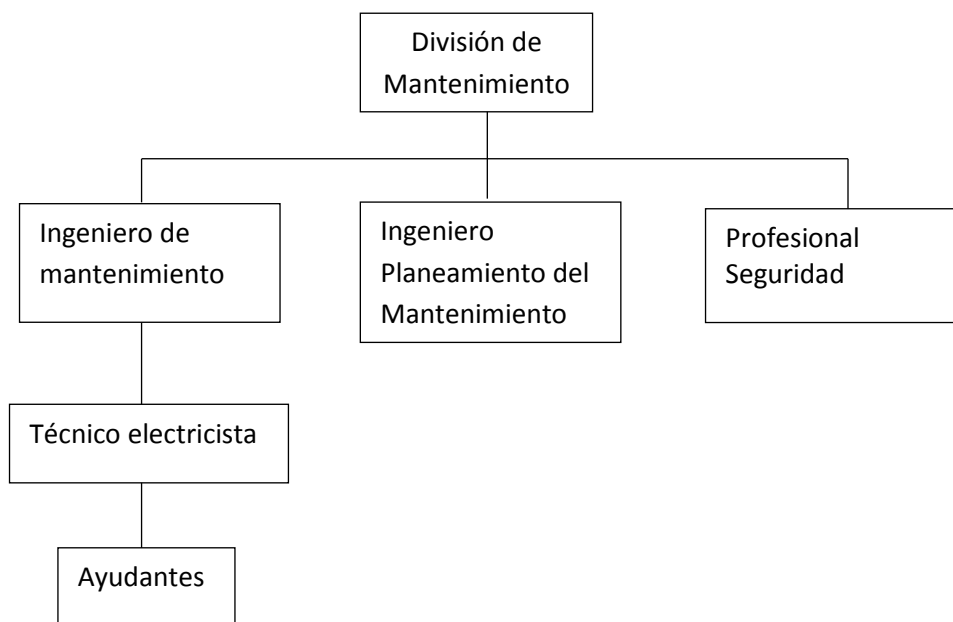 División de
Mantenimiento
Ingeniero de
mantenimiento
Ingeniero
Planeamiento del
Mantenimiento
Profesional
Seguridad
Técnico electricista
Ayudantes